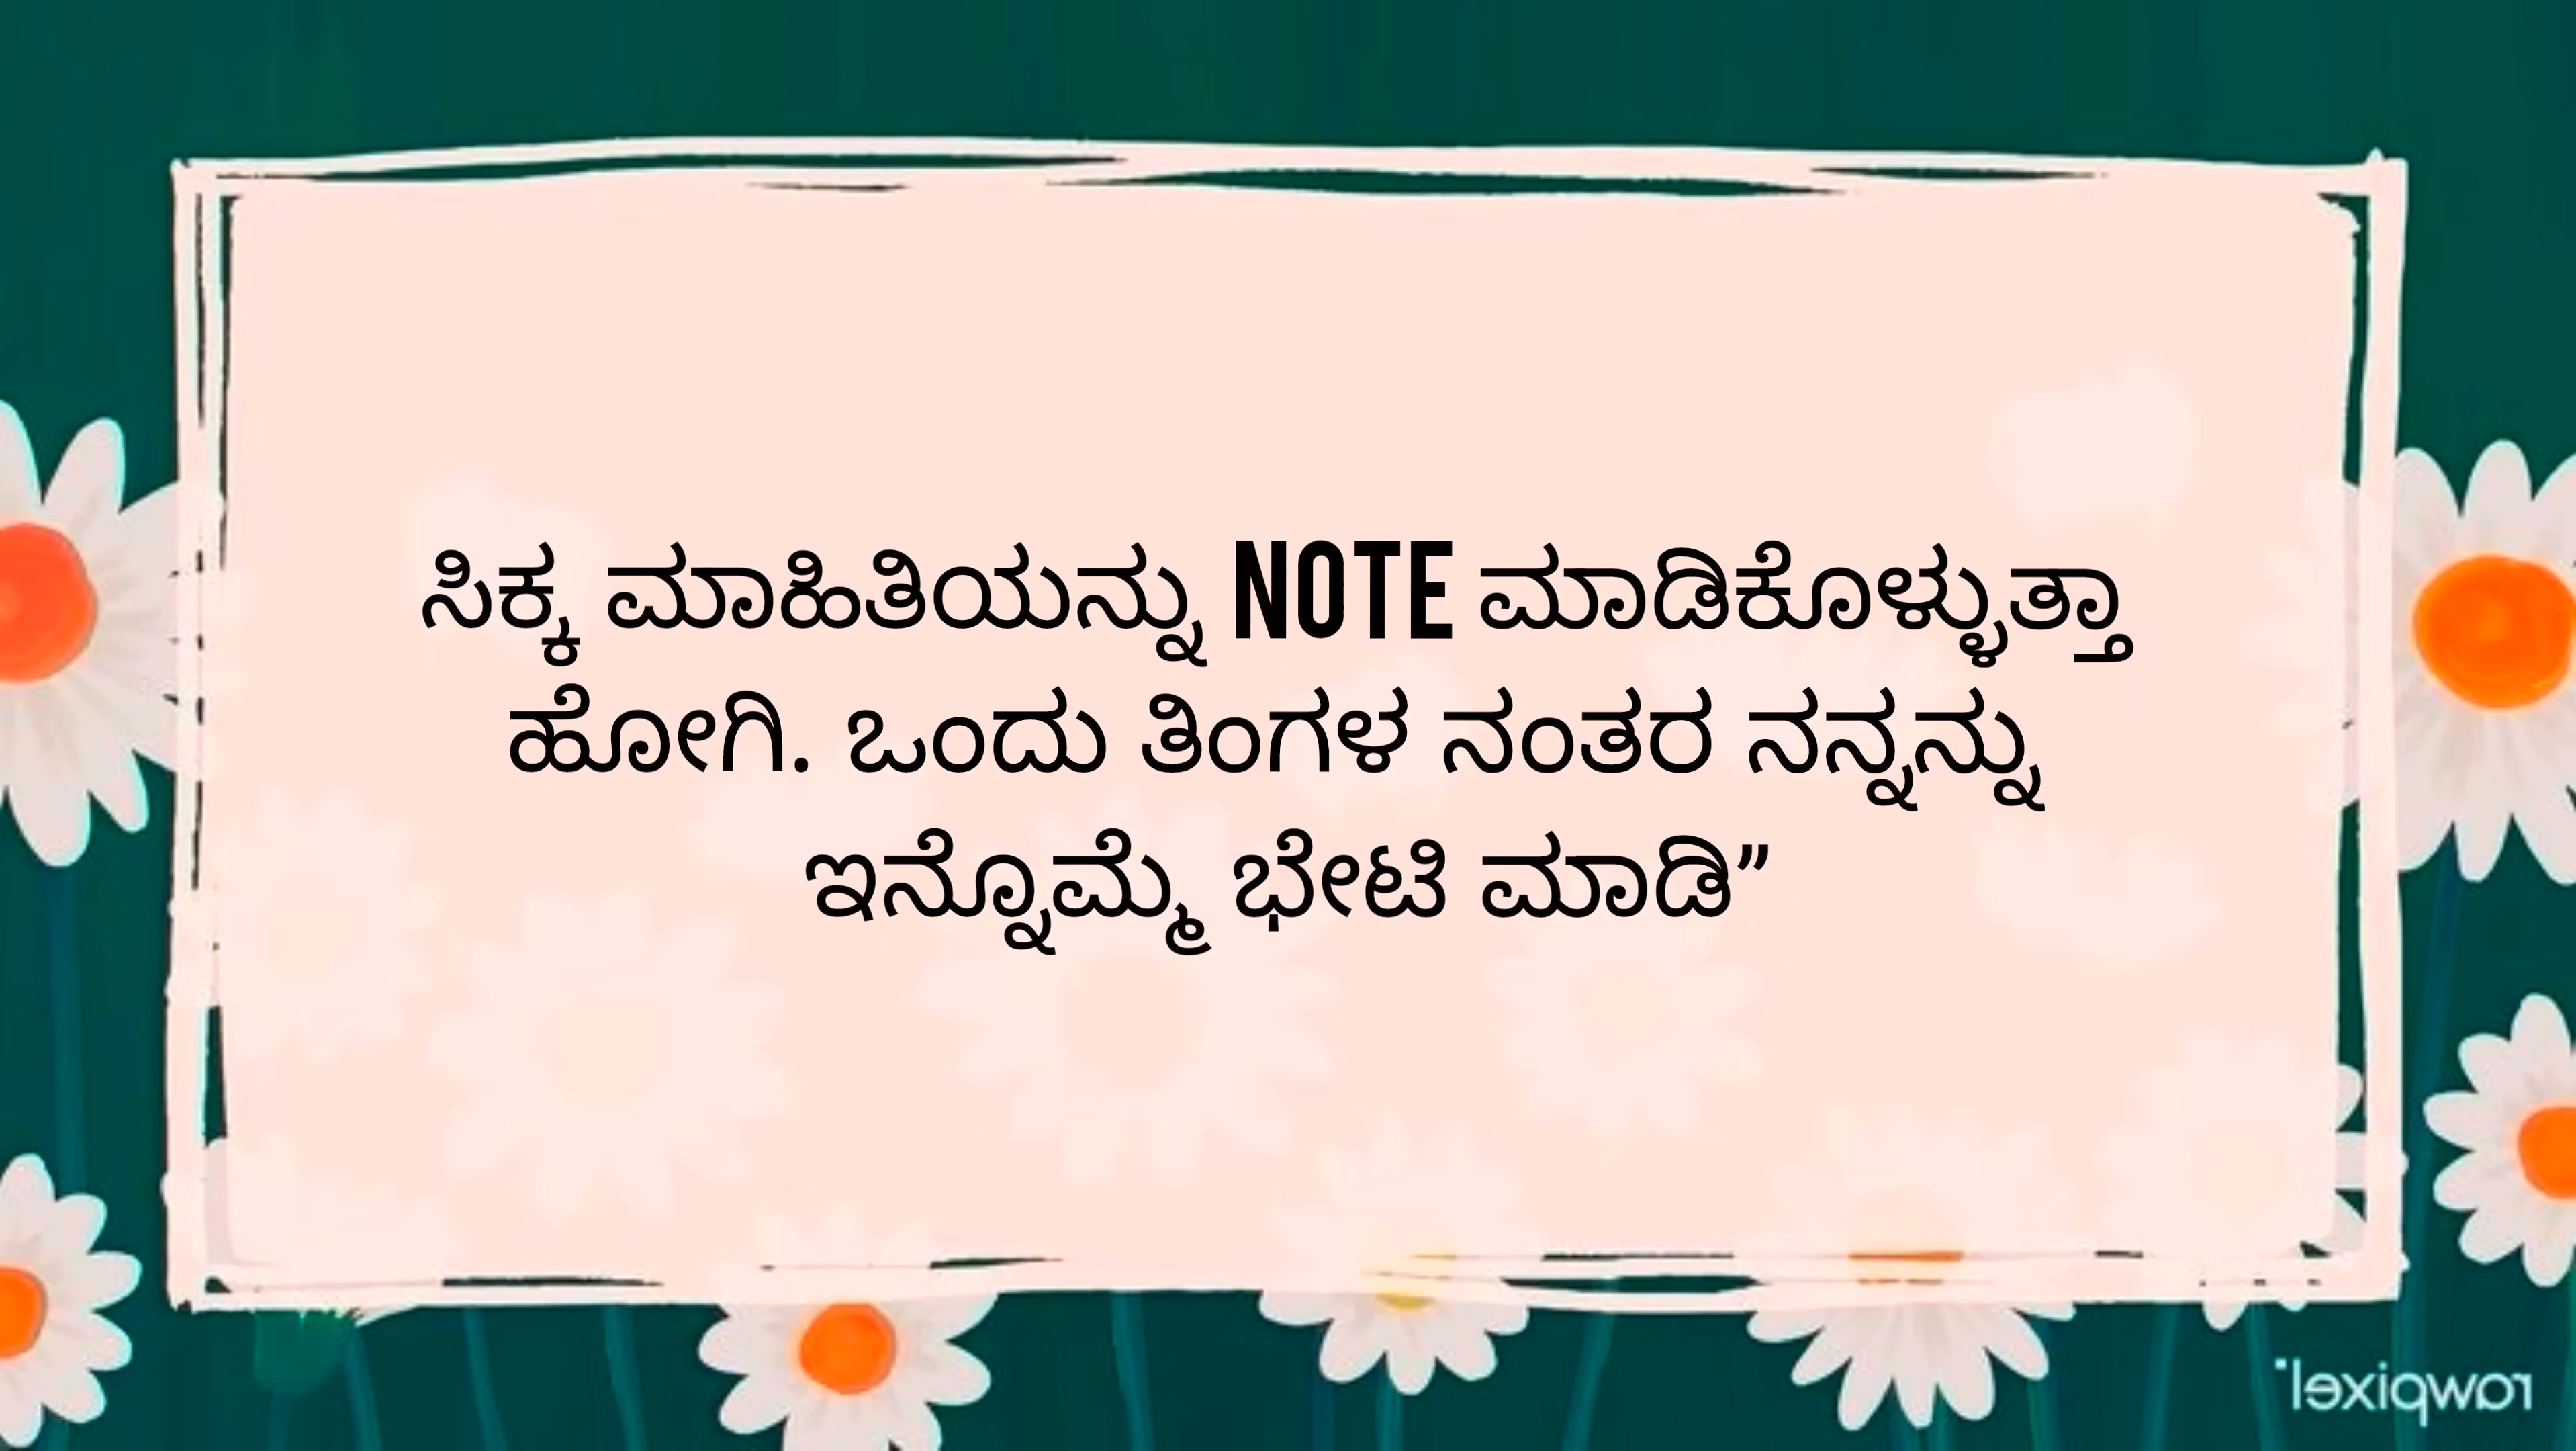 ಸಿಕ್ಕ ಮಾಹಿತಿಯನ್ನು NOTE ಮಾಡಿಕೊಳ್ಳುತ್ತಾ
ಹೋಗಿ. ಒಂದು ತಿಂಗಳ ನಂತರ ನನ್ನನ್ನು
ಇನ್ನೊಮ್ಮೆ ಭೇಟಿ ಮಾಡಿ”
rawpixel